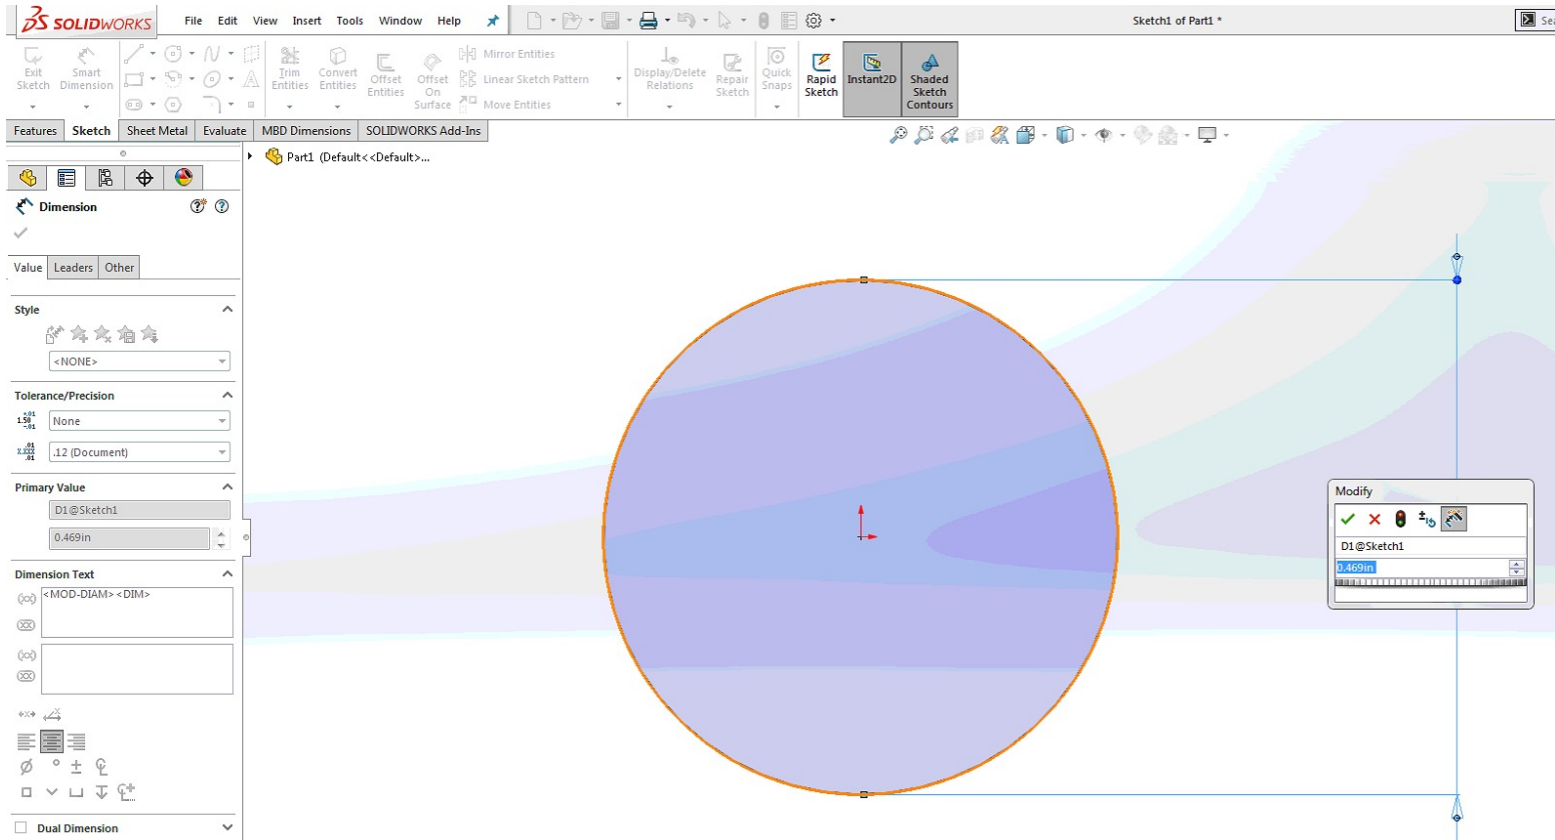 SOLIDWORKS
File Edit View Insert Tools Window Help
Sketch1 of Part1 *
Sea
Exit Sketch
Smart Dimension
Trim Entities
Convert Entities
Offset Entities
Offset On Surface
Mirror Entities
Linear Sketch Pattern
Move Entities
Display/Delete Relations
Repair Sketch
Quick Snaps
Rapid Sketch
Instant2D
Shaded Sketch Contours
Features Sketch Sheet Metal Evaluate MBD Dimensions SOLIDWORKS Add-Ins
Part1 (Default<<Default>...
Dimension
Value Leaders Other
Style
<NONE>
Tolerance/Precision
None
.12 (Document)
Primary Value
D1@Sketch1
0.469in
Dimension Text
<MOD-DIAM><DIM>
Dual Dimension
Modify
D1@Sketch1
0.469in